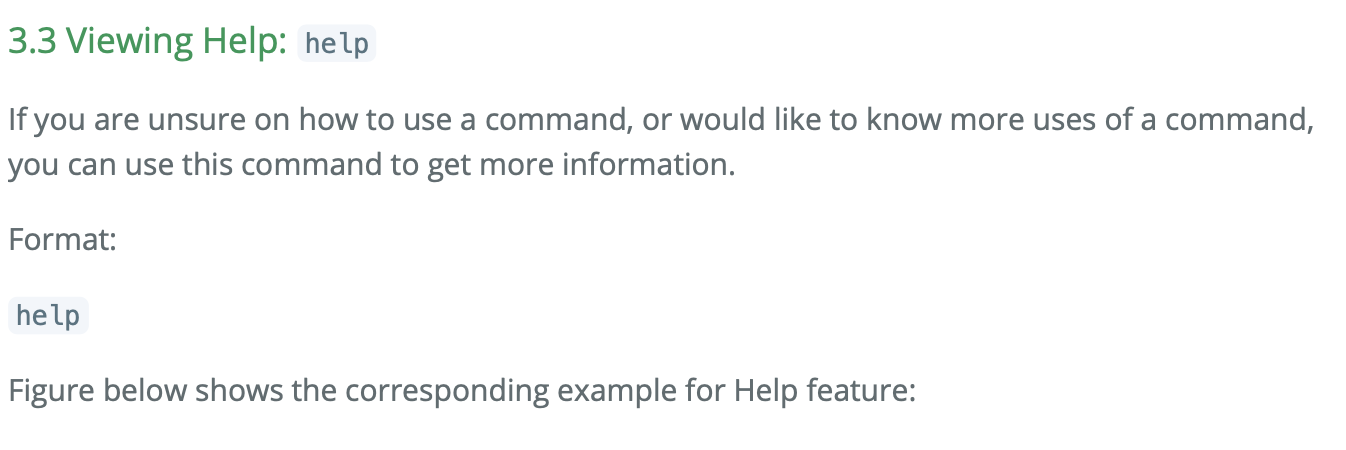 3.3 Viewing Help: help
If you are unsure on how to use a command, or would like to know more uses of a command,
you can use this command to get more information.
Format:
help
Figure below shows the corresponding example for Help feature: